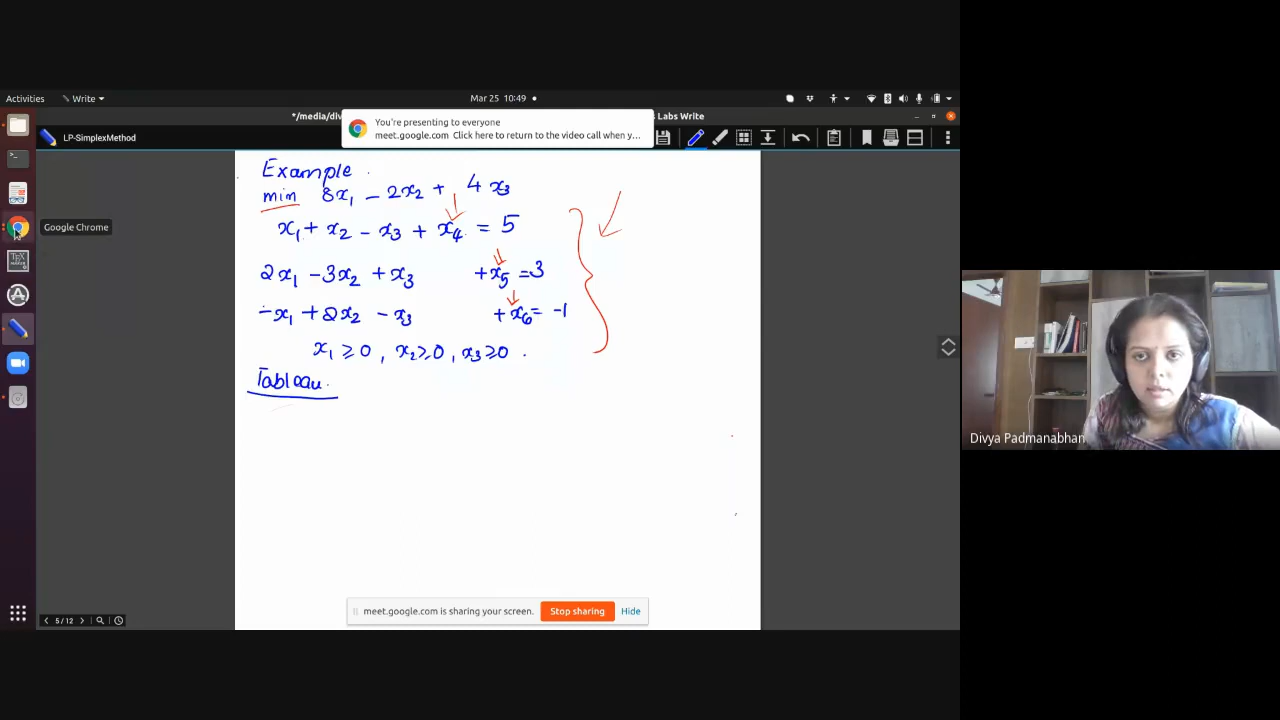 Activities
Write
Mar 25 10:49
*/media/div
s Labs Write
You're presenting to everyone
meet.google.com Click here to return to the video call when y...
LP-SimplexMethod
Google Chrome
Example
min 8x₁ - 2x₂ + 4x₃
x₁ + x₂ - x₃ + x₄ = 5
2x₁ - 3x₂ + x₃ + x₅ = 3
-x₁ + 2x₂ - x₃ + x₆ = -1
x₁ ≥ 0, x₂ ≥ 0, x₃ ≥ 0.
Tableau.
Divya Padmanabhan
meet.google.com is sharing your screen.
Stop sharing
Hide
5/12